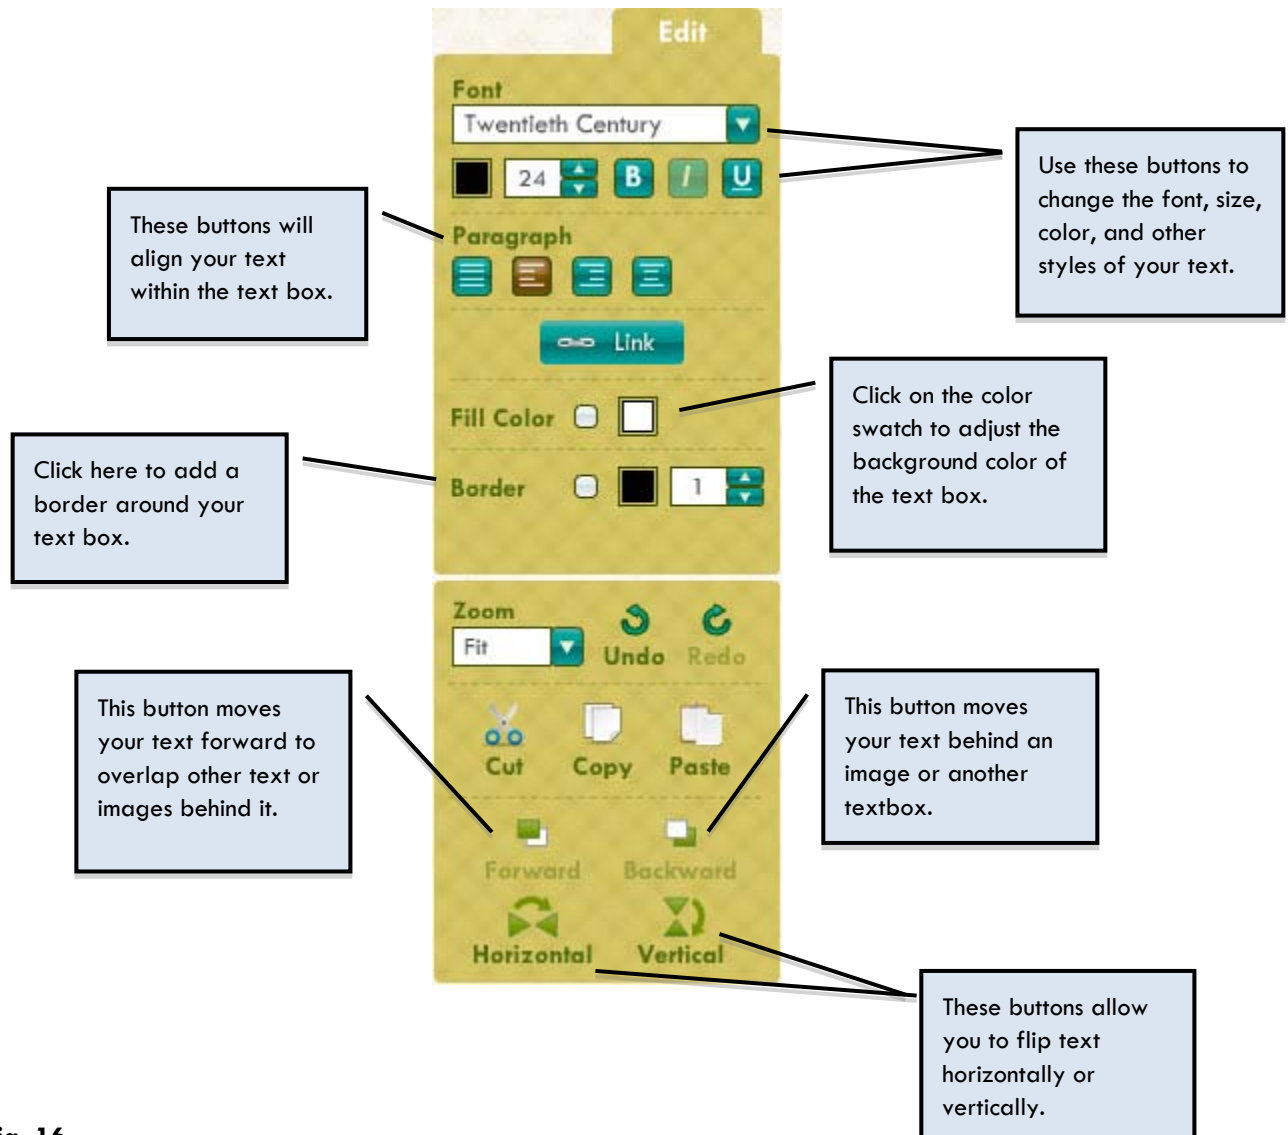 Edit
Font
Twentieth Century
24 B I U
Use these buttons to
change the font, size,
color, and other
styles of your text.
These buttons will
align your text
within the text box.
Paragraph
Link
Fill Color
Click on the color
swatch to adjust the
background color of
the text box.
Click here to add a
border around your
text box.
Border 1
Zoom
Fit
Undo Redo
This button moves
your text forward to
overlap other text or
images behind it.
Cut Copy Paste
This button moves
your text behind an
image or another
textbox.
Forward Backward
Horizontal Vertical
These buttons allow
you to flip text
horizontally or
vertically.
16